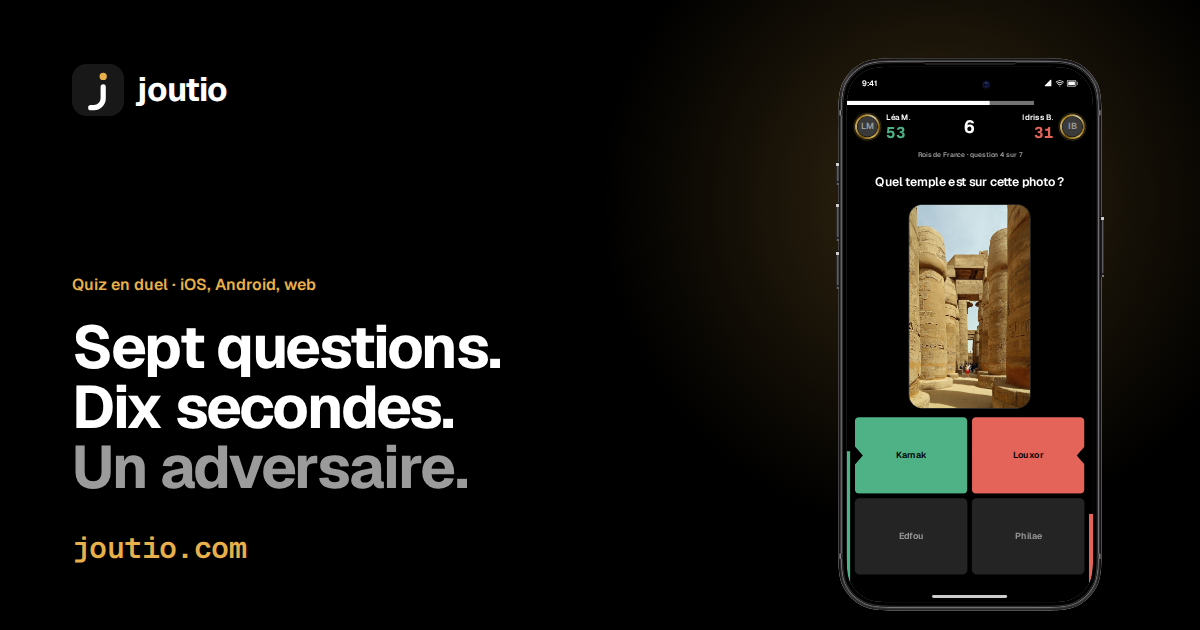 joutio
Quiz en duel · iOS, Android, web
Sept questions.
Dix secondes.
Un adversaire.
joutio.com
9:41
LM
Léa M.
53
6
Idriss B.
31
IB
Rois de France · question 4 sur 7
Quel temple est sur cette photo ?
Karnak
Louxor
Edfou
Philae